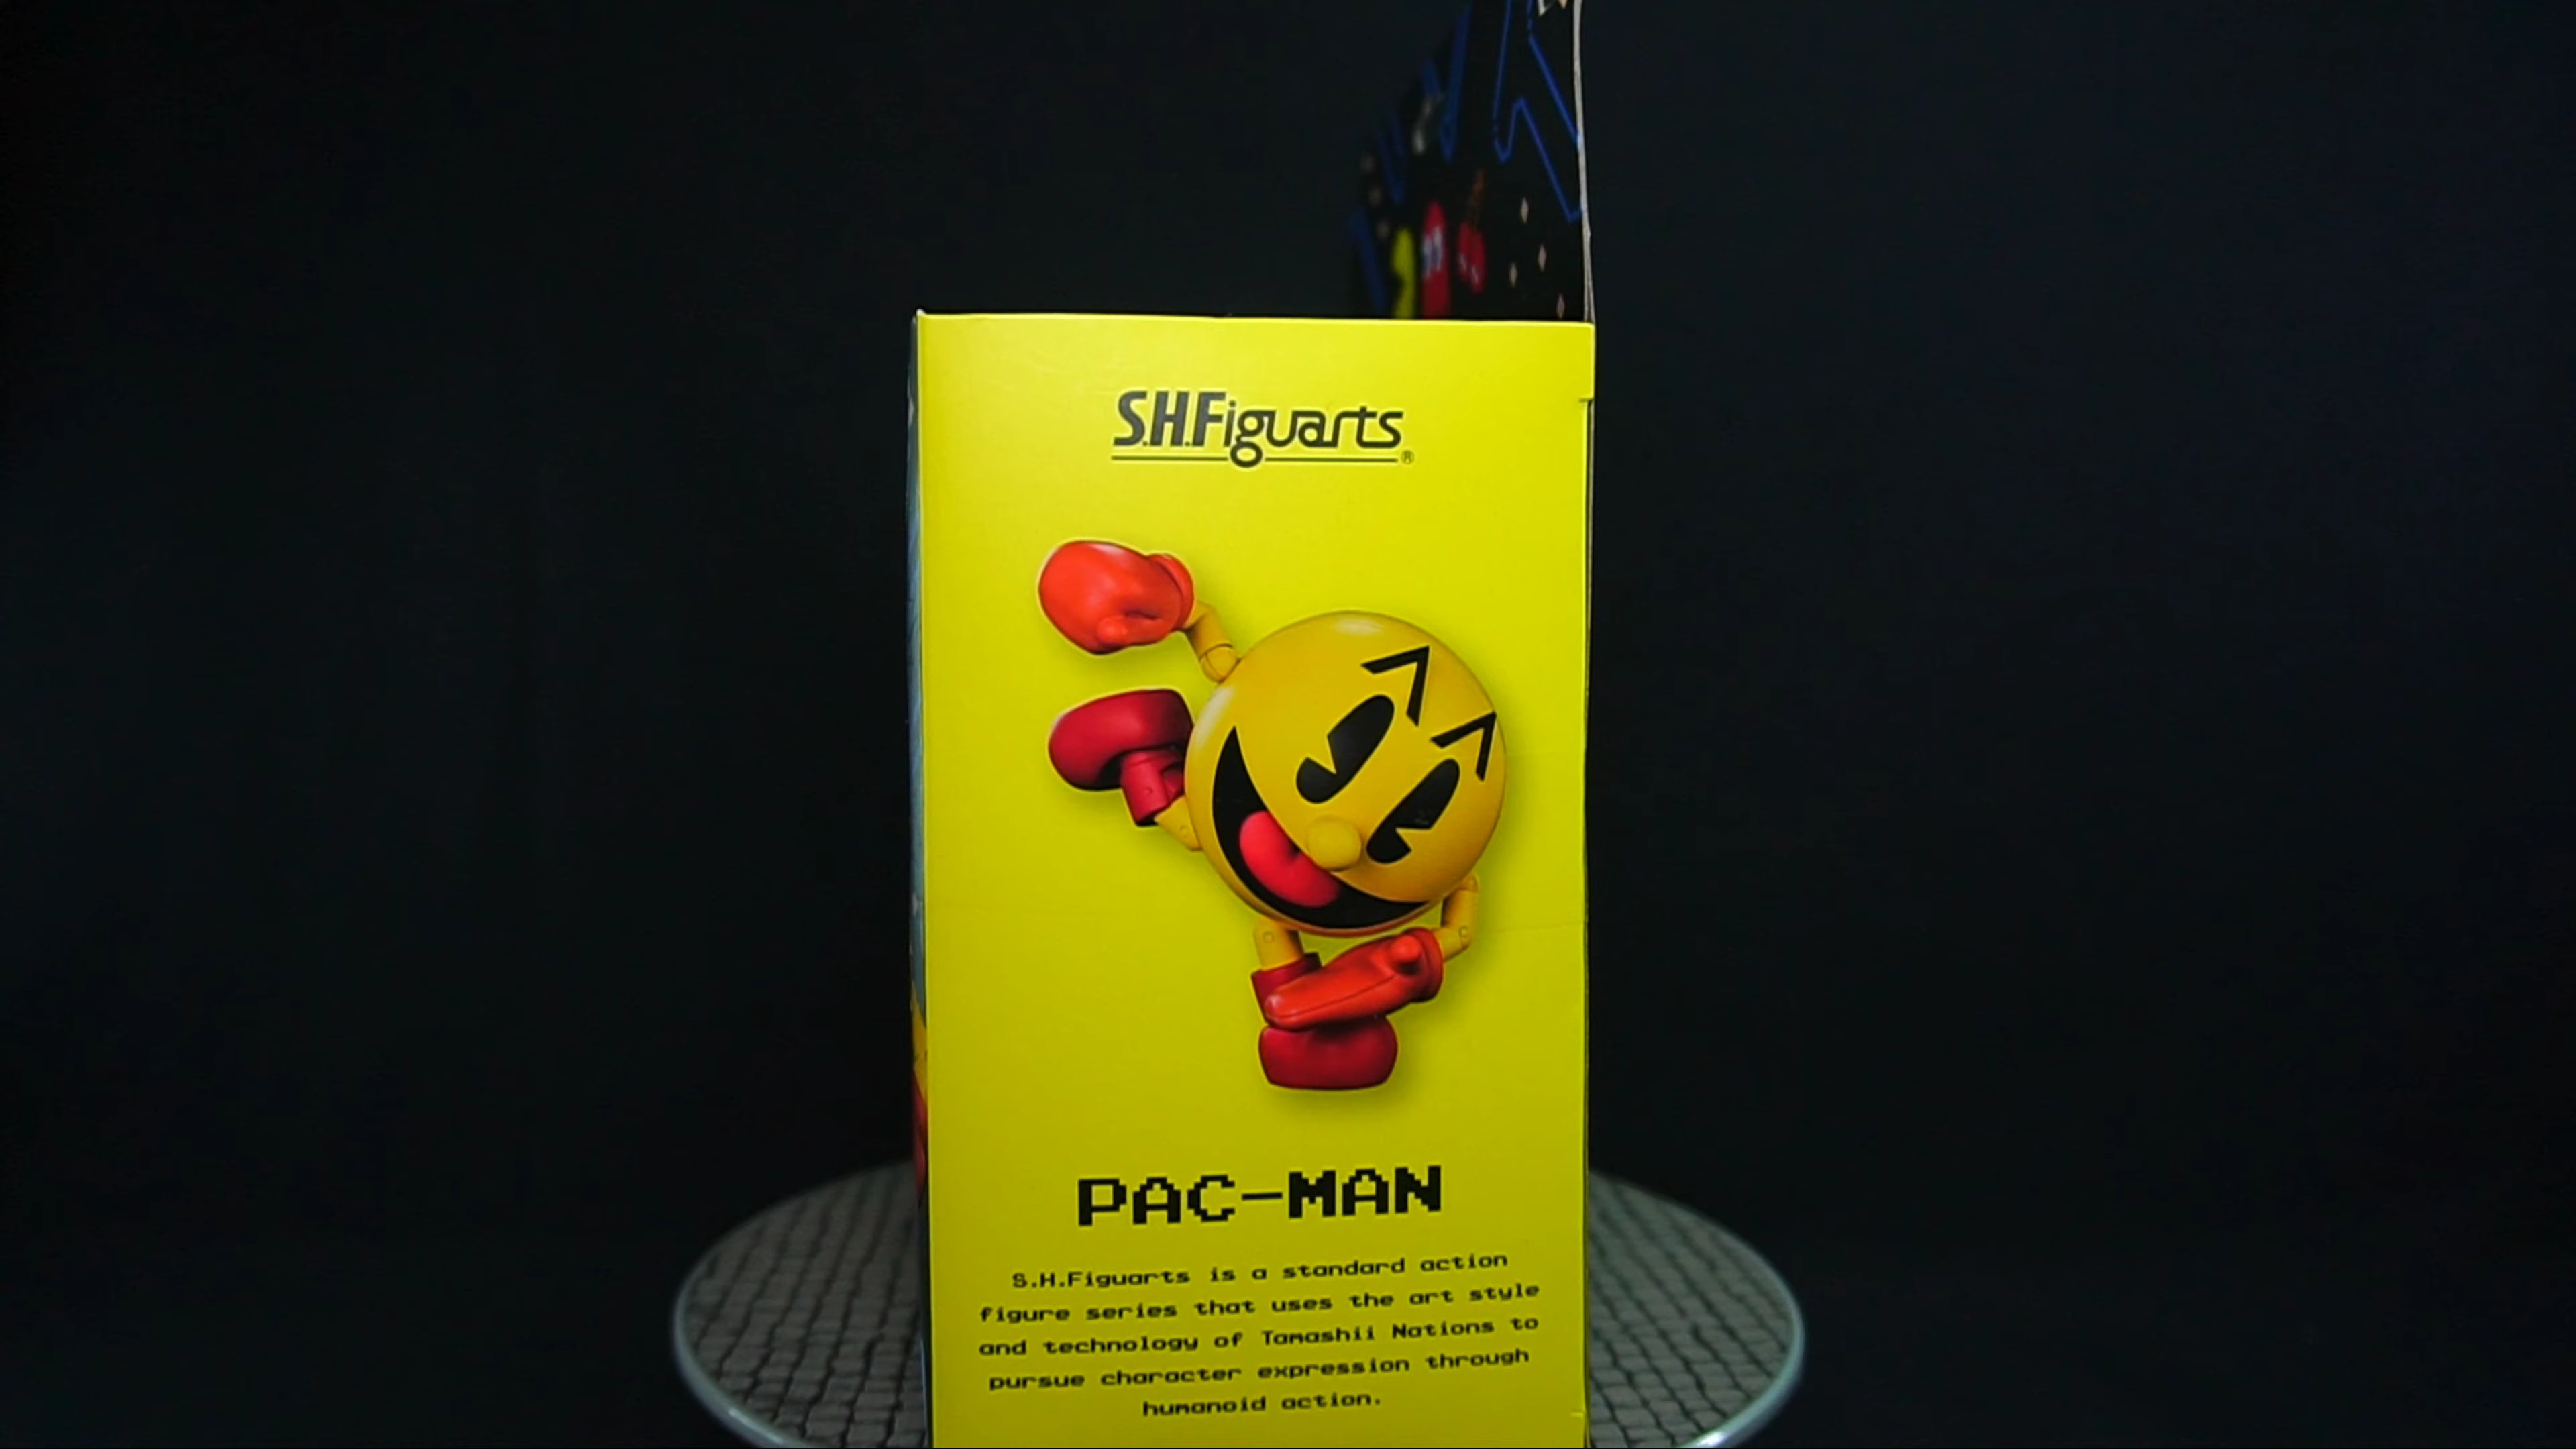 S.H.Figuarts®
PAC-MAN
S.H.Figuarts is a standard action
figure series that uses the art style
and technology of Tamashii Nations to
pursue character expression through
humanoid action.